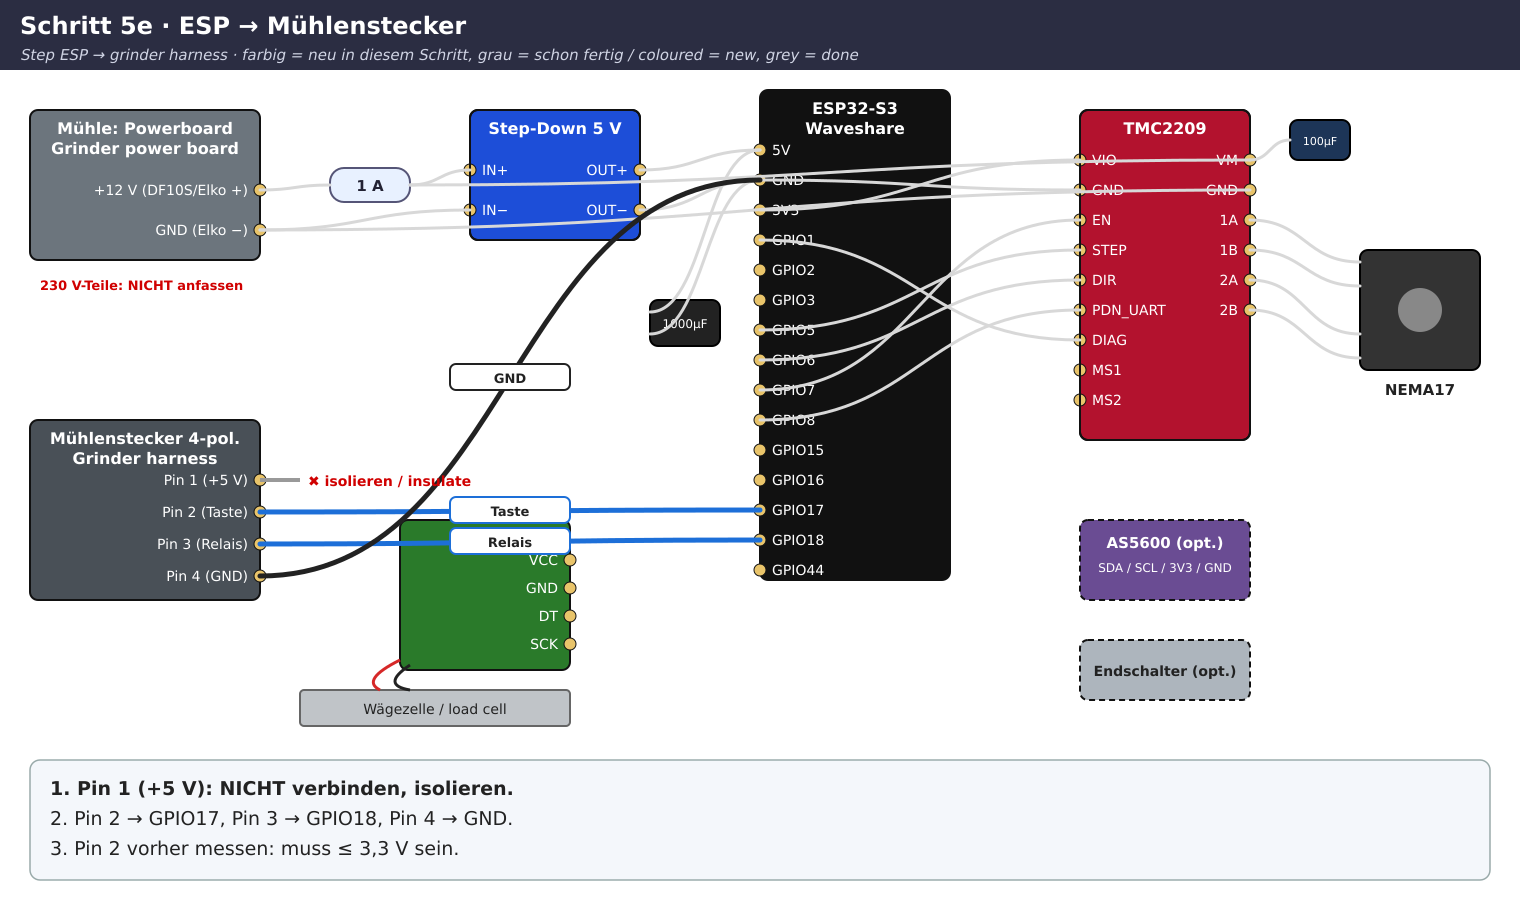 Schritt 5e · ESP → Mühlenstecker
Step ESP → grinder harness · farbig = neu in diesem Schritt, grau = schon fertig / coloured = new, grey = done
Mühle: Powerboard
Grinder power board
+12 V (DF10S/Elko +)
GND (Elko −)
230 V-Teile: NICHT anfassen
1 A
Step-Down 5 V
IN+
OUT+
IN−
OUT−
1000µF
ESP32-S3
Waveshare
5V
GND
3V3
GPIO1
GPIO2
GPIO3
GPIO5
GPIO6
GPIO7
GPIO8
GPIO15
GPIO16
GPIO17
GPIO18
GPIO44
TMC2209
VIO
VM
GND
GND
EN
1A
STEP
1B
DIR
2A
PDN_UART
2B
DIAG
MS1
MS2
100µF
NEMA17
GND
Mühlenstecker 4-pol.
Grinder harness
Pin 1 (+5 V)
✖ isolieren / insulate
Pin 2 (Taste)
Taste
Pin 3 (Relais)
Relais
Pin 4 (GND)
VCC
GND
DT
SCK
Wägezelle / load cell
AS5600 (opt.)
SDA / SCL / 3V3 / GND
Endschalter (opt.)
1. Pin 1 (+5 V): NICHT verbinden, isolieren.
2. Pin 2 → GPIO17, Pin 3 → GPIO18, Pin 4 → GND.
3. Pin 2 vorher messen: muss ≤ 3,3 V sein.